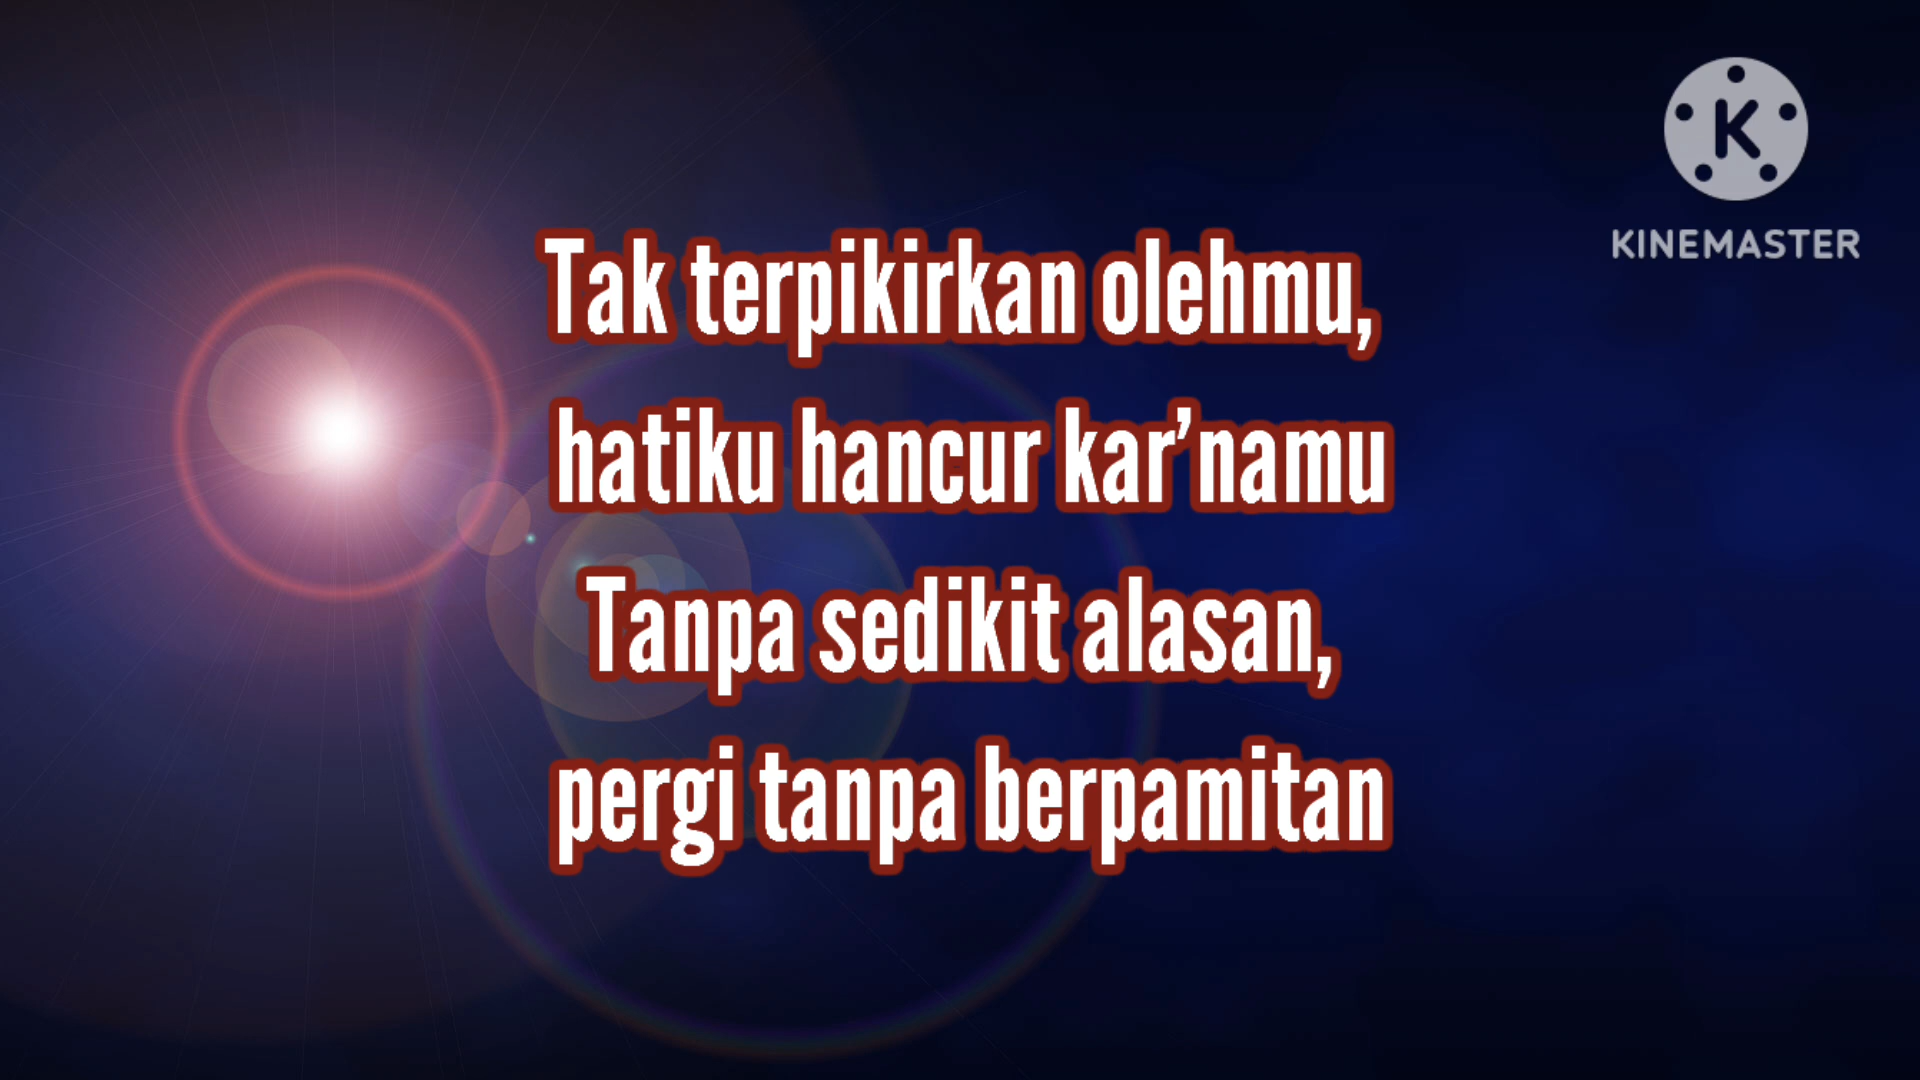 KINEMASTER
Tak terpikirkan olehmu,
hatiku hancur kar’namu
Tanpa sedikit alasan,
pergi tanpa berpamitan